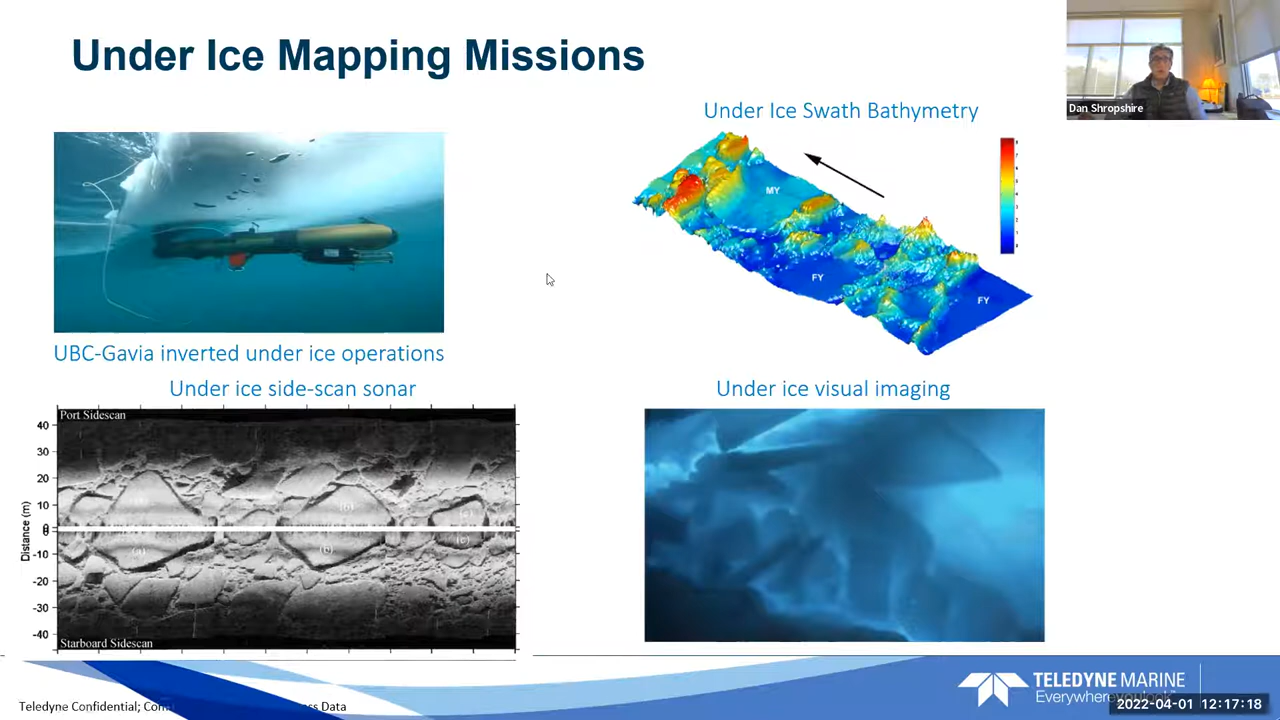 Under Ice Mapping Missions
Dan Shropshire
Under Ice Swath Bathymetry
MY
FY
FY
UBC-Gavia inverted under ice operations
Under ice side-scan sonar
Under ice visual imaging
Port Sidescan
40
30
20
10
0
0
-10
-20
-30
-40
Distance (m)
(b)
(c)
(a)
(b)
(c)
Starboard Sidescan
TELEDYNE MARINE
Everywhereyoulook
Teledyne Confidential; Com
ss Data
2022-04-01 12:17:18